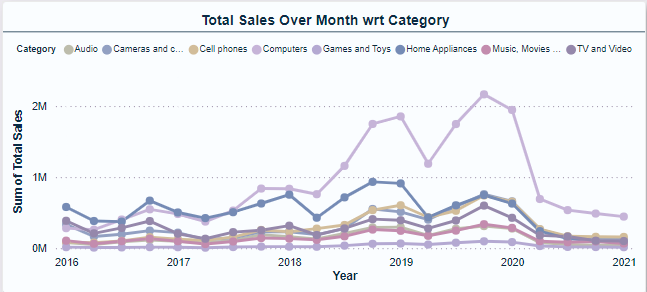 Total Sales Over Month wrt Category
Category Audio Cameras and c... Cell phones Computers Games and Toys Home Appliances Music, Movies ... TV and Video
Sum of Total Sales
2M
1M
0M
2016 2017 2018 2019 2020 2021
Year